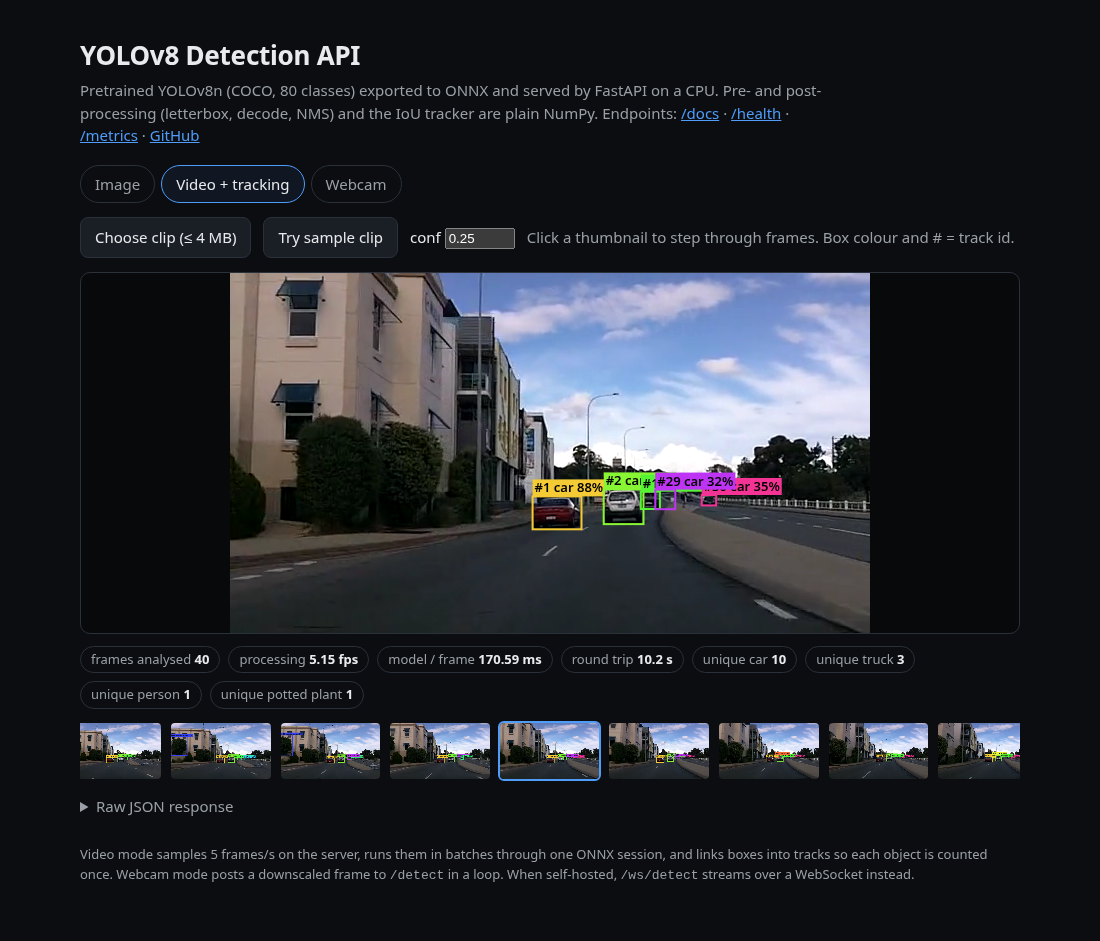 YOLOv8 Detection API
Pretrained YOLOv8n (COCO, 80 classes) exported to ONNX and served by FastAPI on a CPU. Pre- and post-
processing (letterbox, decode, NMS) and the IoU tracker are plain NumPy. Endpoints: /docs · /health ·
/metrics · GitHub
Image
Video + tracking
Webcam
Choose clip (≤ 4 MB)
Try sample clip
conf 0.25
Click a thumbnail to step through frames. Box colour and # = track id.
#1 car 88%
#2 car
#29 car 32%
car 35%
frames analysed 40
processing 5.15 fps
model / frame 170.59 ms
round trip 10.2 s
unique car 10
unique truck 3
unique person 1
unique potted plant 1
▶ Raw JSON response
Video mode samples 5 frames/s on the server, runs them in batches through one ONNX session, and links boxes into tracks so each object is counted
once. Webcam mode posts a downscaled frame to /detect in a loop. When self-hosted, /ws/detect streams over a WebSocket instead.